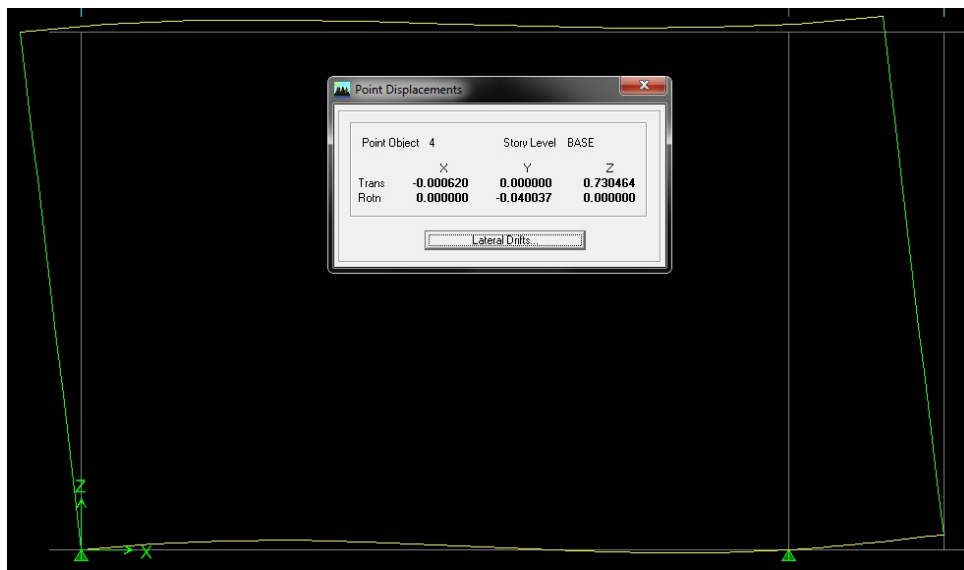 Point Displacements
Point Object 4 Story Level BASE
X Y Z
Trans -0.000620 0.000000 0.730464
Rotn 0.000000 -0.040037 0.000000
Lateral Drifts...
Z
X